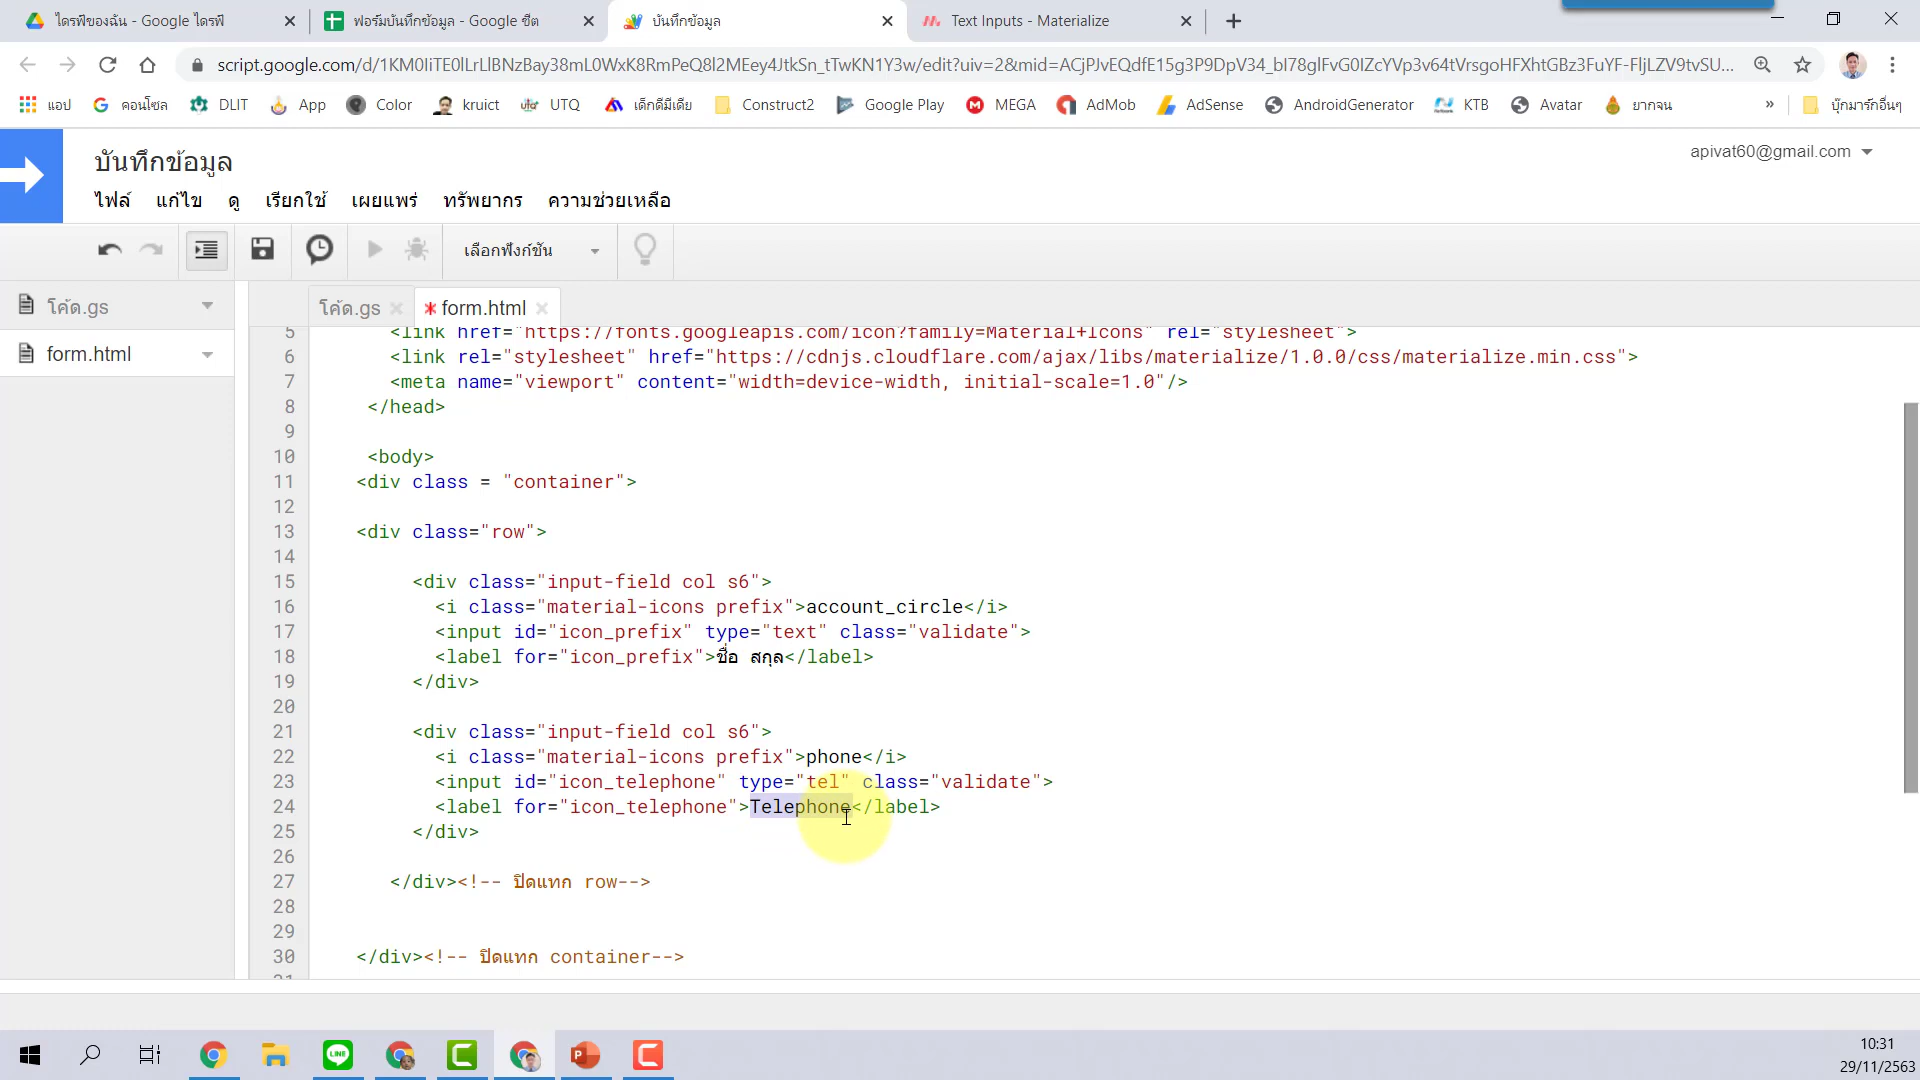 ไดรฟ์ของฉัน - Google ไดรฟ์
ฟอร์มบันทึกข้อมูล - Google ชีต
บันทึกข้อมูล
Text Inputs - Materialize
script.google.com/d/1KM0IiTE0lLrLlBNzBay38mL0WxK8RmPeQ8l2MEey4JtkSn_tTwKN1Y3w/edit?uiv=2&mid=ACjPJvEQdfE15g3P9DpV34_bI78glFvG0IZcYVp3v64tVrsgoHFXhtGBz3FuYF-FljLZV9tvSU...
แอป คอนโซล DLIT App Color kruict UTQ เด็กดีมีเดีย Construct2 Google Play MEGA AdMob AdSense AndroidGenerator KTB Avatar ยากจน » บุ๊กมาร์กอื่นๆ
บันทึกข้อมูล
apivat60@gmail.com
ไฟล์ แก้ไข ดู เรียกใช้ เผยแพร่ ทรัพยากร ความช่วยเหลือ
เลือกฟังก์ชัน
โค้ด.gs
form.html
โค้ด.gs
* form.html
5 <link href="https://fonts.googleapis.com/icon?family=Material+Icons" rel="stylesheet">
6 <link rel="stylesheet" href="https://cdnjs.cloudflare.com/ajax/libs/materialize/1.0.0/css/materialize.min.css">
7 <meta name="viewport" content="width=device-width, initial-scale=1.0"/>
8 </head>
9
10 <body>
11 <div class = "container">
12
13 <div class="row">
14
15 <div class="input-field col s6">
16 <i class="material-icons prefix">account_circle</i>
17 <input id="icon_prefix" type="text" class="validate">
18 <label for="icon_prefix">ชื่อ สกุล</label>
19 </div>
20
21 <div class="input-field col s6">
22 <i class="material-icons prefix">phone</i>
23 <input id="icon_telephone" type="tel" class="validate">
24 <label for="icon_telephone">Telephone</label>
25 </div>
26
27 </div><!-- ปิดแทก row-->
28
29
30 </div><!-- ปิดแทก container-->
10:31
29/11/2563